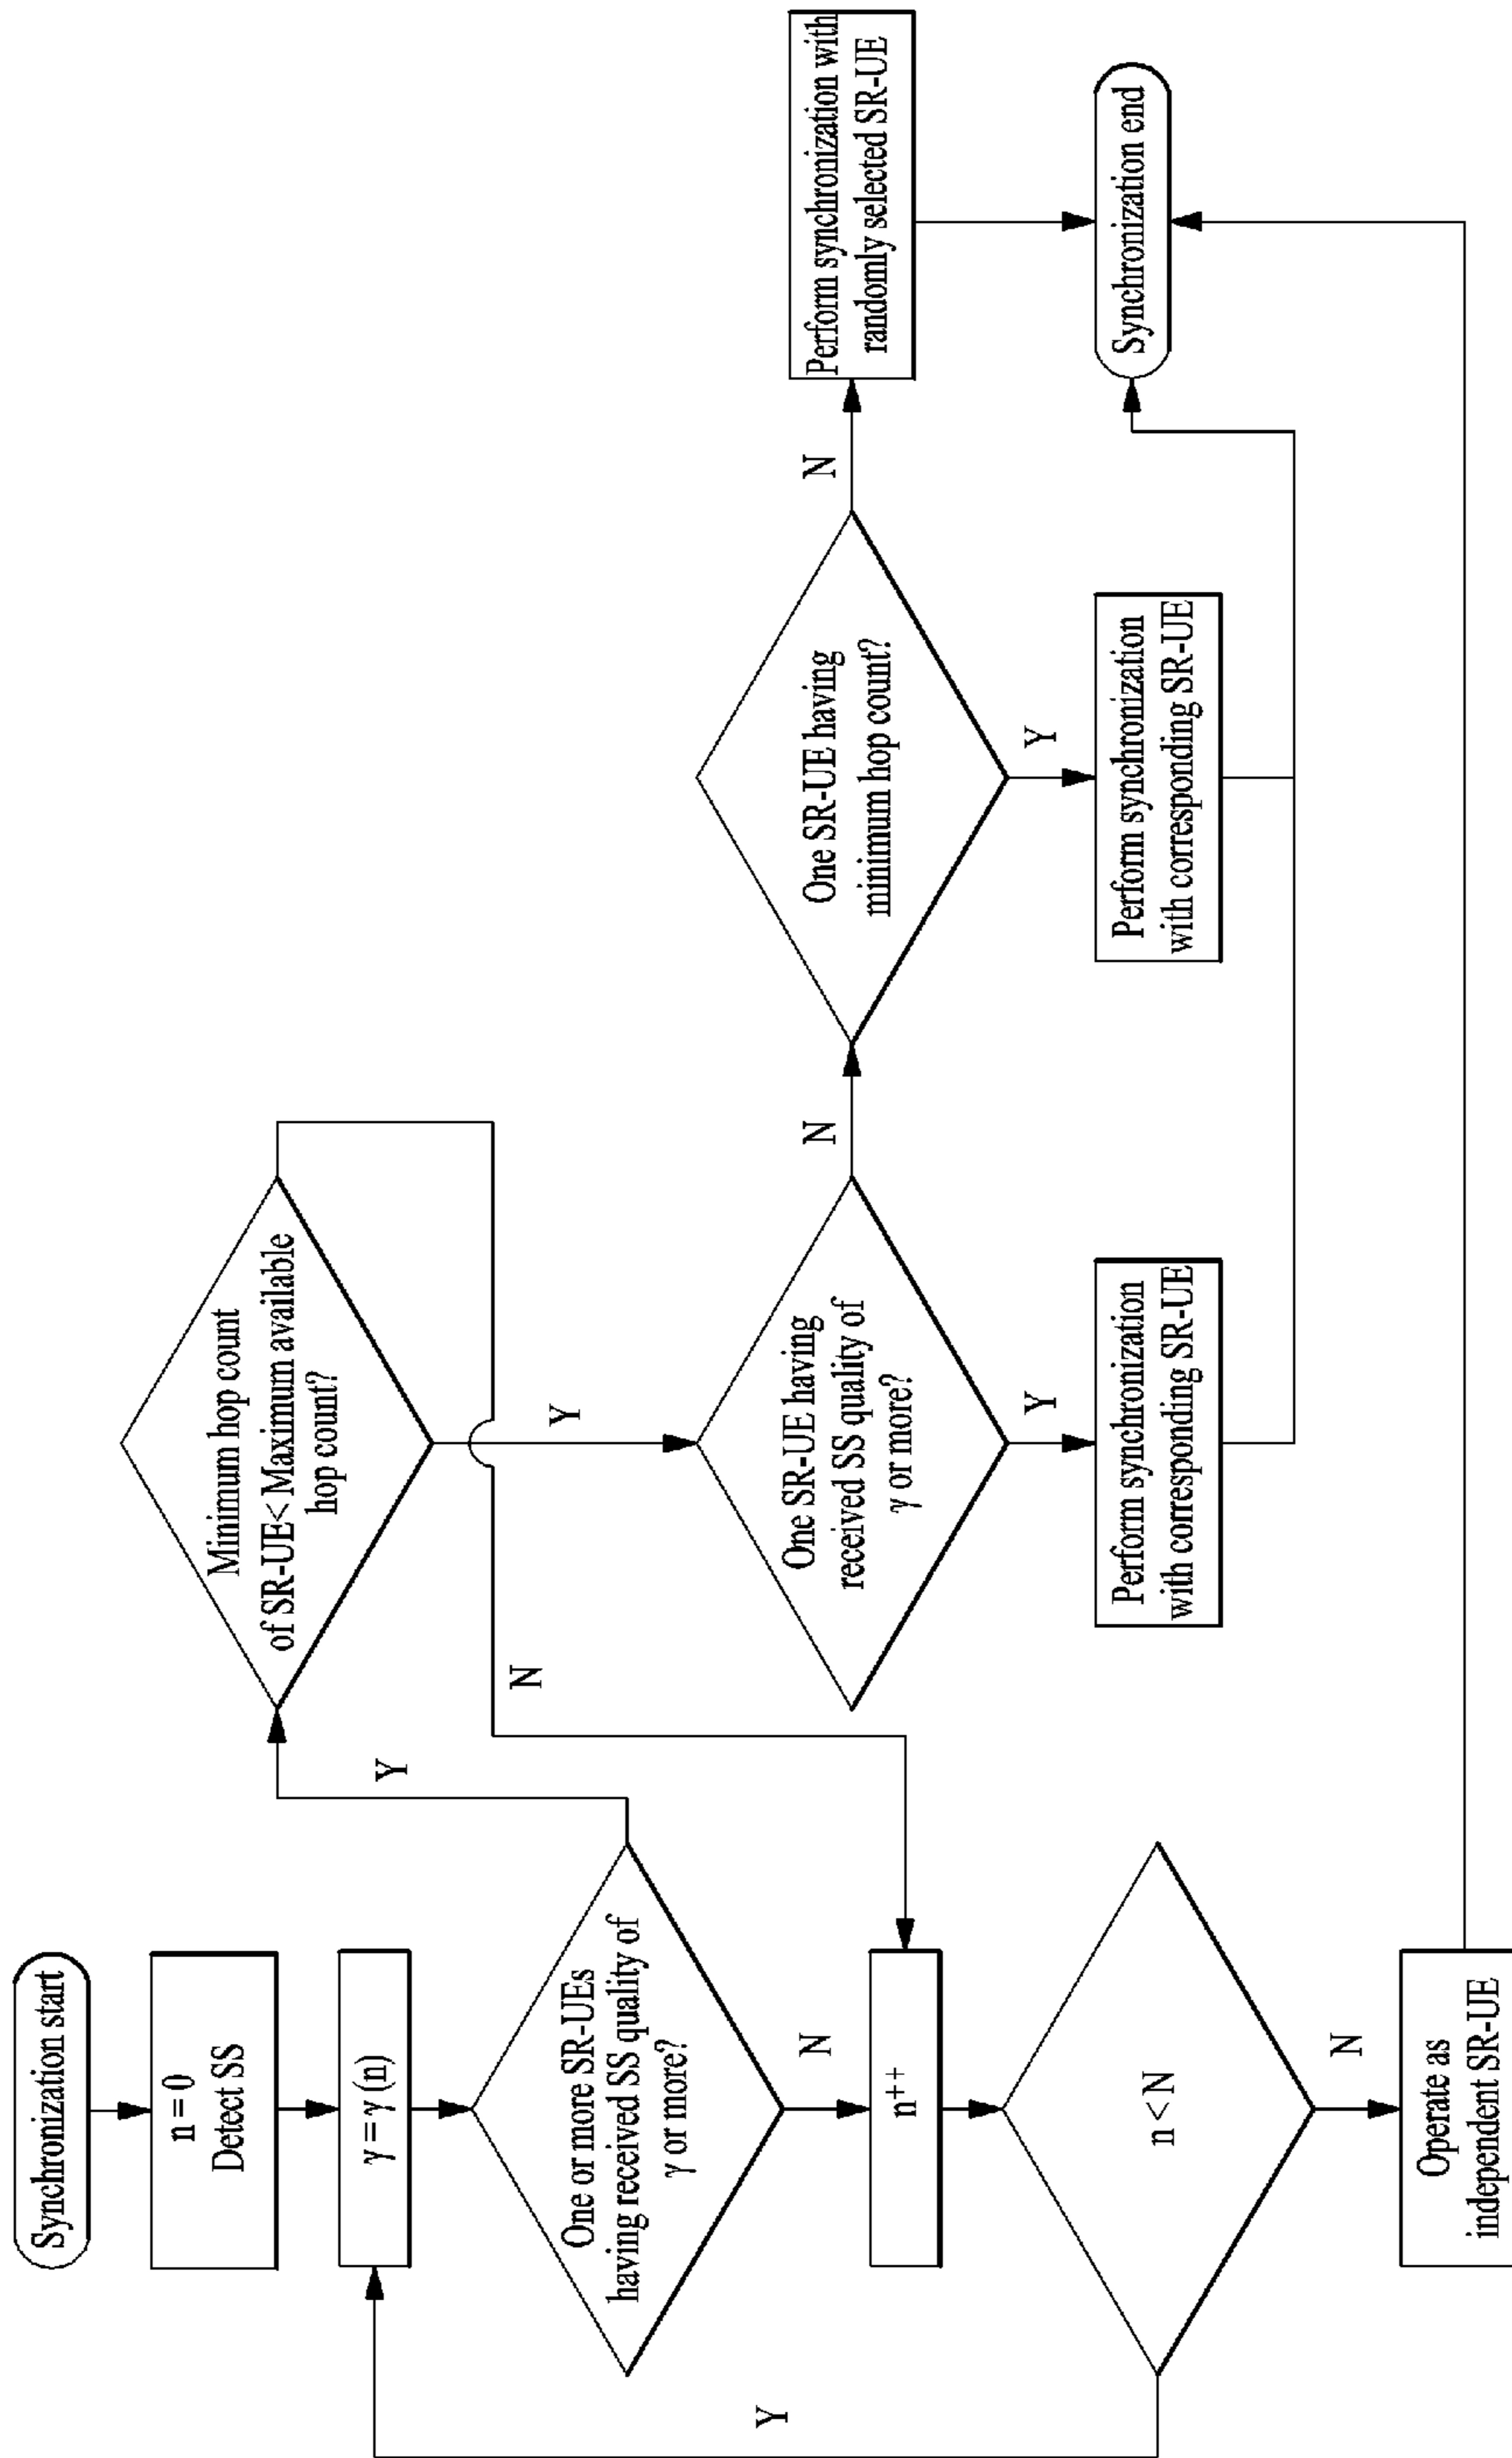 Synchronization start
n = 0
Detect SS
γ = γ (n)
One or more SR-UEs
having received SS quality of
γ or more?
Y
N
Minimum hop count
of SR-UE< Maximum available
hop count?
N
Y
n++
n < N
Y
N
Operate as
independent SR-UE
One SR-UE having
received SS quality of
γ or more?
N
Y
Perform synchronization
with corresponding SR-UE
One SR-UE having
minimum hop count?
N
Y
Perform synchronization
with corresponding SR-UE
Perform synchronization with
randomly selected SR-UE
Synchronization end